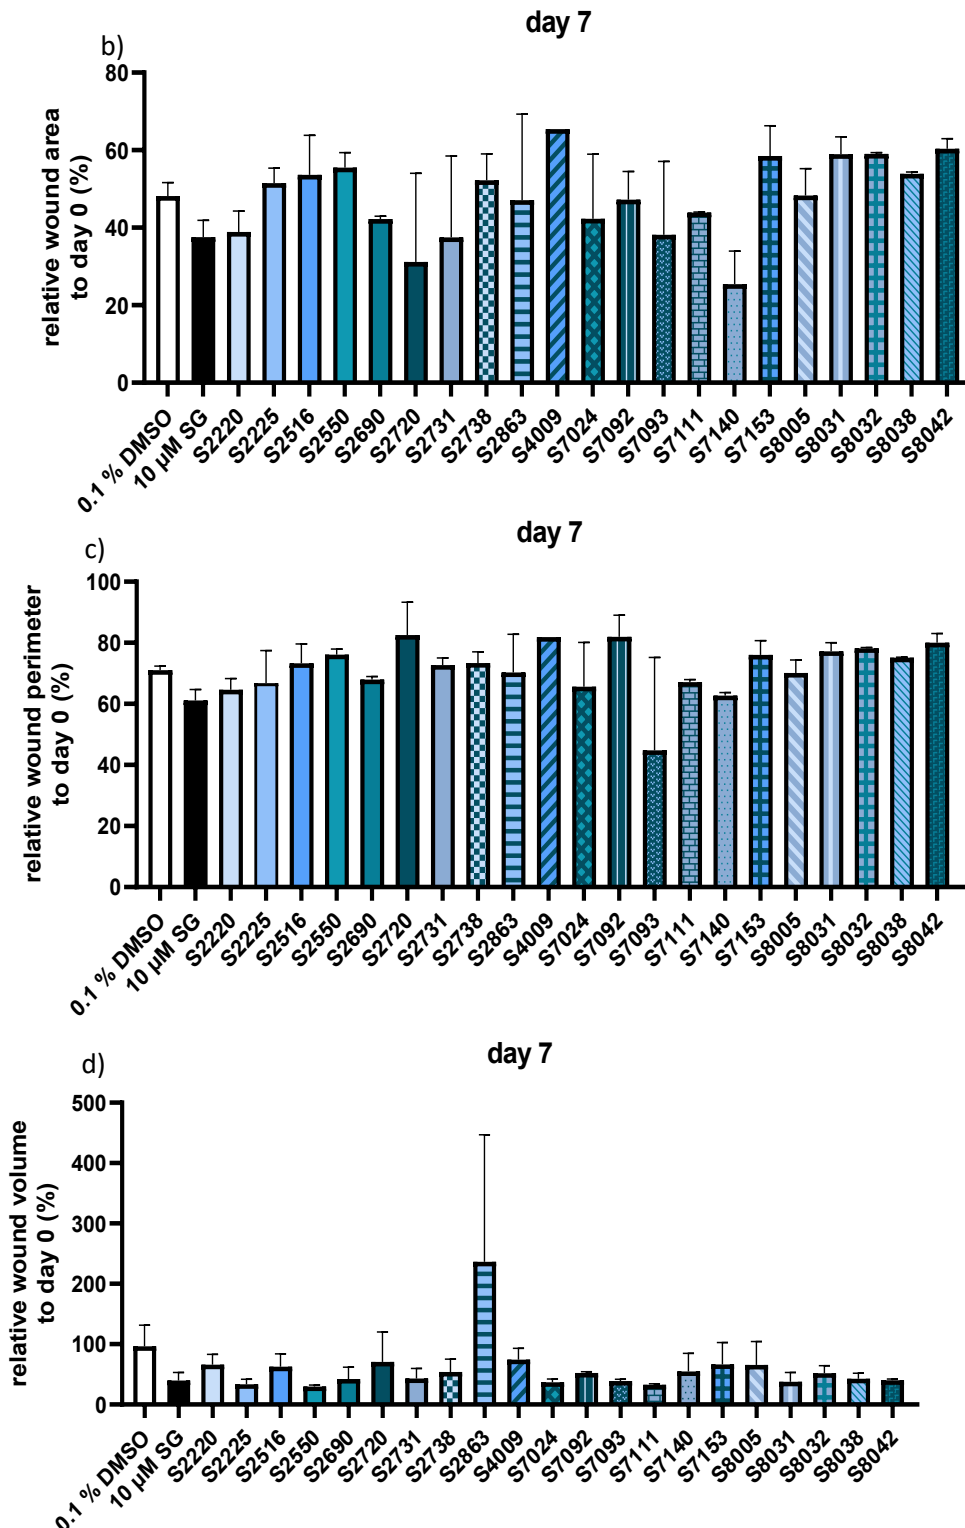 day 7
b)
relative wound area
to day 0 (%)
80
60
40
20
0
0.1 % DMSO
10 µM SG
S2220
S2225
S2516
S2550
S2690
S2720
S2731
S2738
S2863
S4009
S7024
S7092
S7093
S7111
S7140
S7153
S8005
S8031
S8032
S8038
S8042
day 7
c)
relative wound perimeter
to day 0 (%)
100
80
60
40
20
0
0.1 % DMSO
10 µM SG
S2220
S2225
S2516
S2550
S2690
S2720
S2731
S2738
S2863
S4009
S7024
S7092
S7093
S7111
S7140
S7153
S8005
S8031
S8032
S8038
S8042
day 7
d)
relative wound volume
to day 0 (%)
500
400
300
200
100
0
0.1 % DMSO
10 µM SG
S2220
S2225
S2516
S2550
S2690
S2720
S2731
S2738
S2863
S4009
S7024
S7092
S7093
S7111
S7140
S7153
S8005
S8031
S8032
S8038
S8042